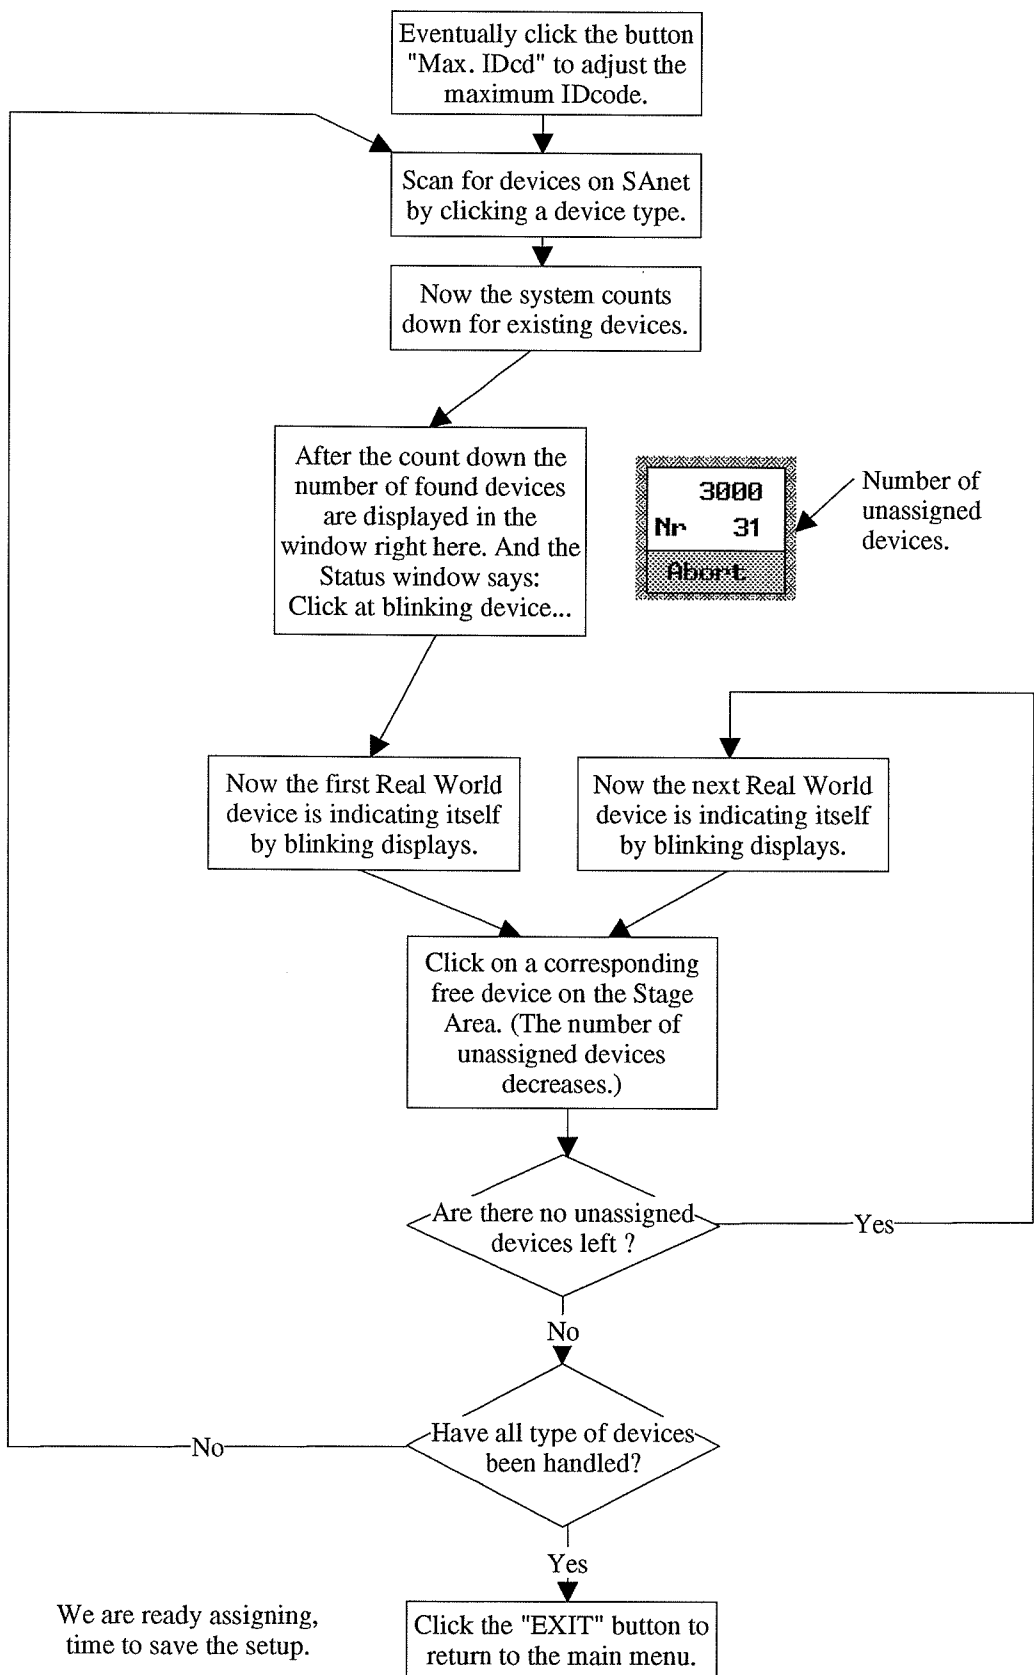 Eventually click the button
"Max. IDcd" to adjust the
maximum IDcode.
Scan for devices on SAnet
by clicking a device type.
Now the system counts
down for existing devices.
After the count down the
number of found devices
are displayed in the
window right here. And the
Status window says:
Click at blinking device...
3000
Nr 31
Abort
Number of
unassigned
devices.
Now the first Real World
device is indicating itself
by blinking displays.
Now the next Real World
device is indicating itself
by blinking displays.
Click on a corresponding
free device on the Stage
Area. (The number of
unassigned devices
decreases.)
Are there no unassigned
devices left ?
Yes
No
Have all type of devices
been handled?
No
Yes
We are ready assigning,
time to save the setup.
Click the "EXIT" button to
return to the main menu.